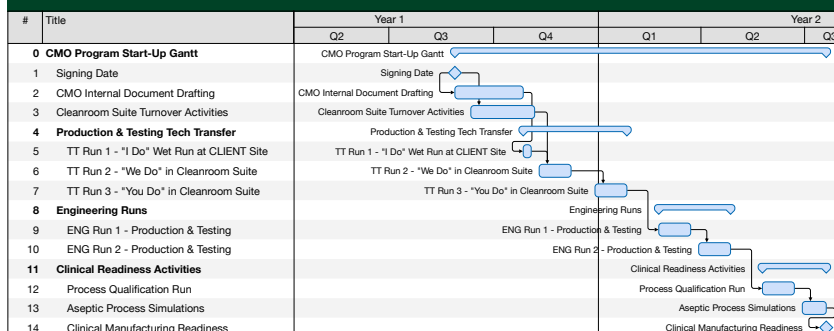 # Title Year 1 Year 2
Q2 Q3 Q4 Q1 Q2 Q3
0 CMO Program Start-Up Gantt CMO Program Start-Up Gantt
1 Signing Date Signing Date
2 CMO Internal Document Drafting CMO Internal Document Drafting
3 Cleanroom Suite Turnover Activities Cleanroom Suite Turnover Activities
4 Production & Testing Tech Transfer Production & Testing Tech Transfer
5 TT Run 1 - "I Do" Wet Run at CLIENT Site TT Run 1 - "I Do" Wet Run at CLIENT Site
6 TT Run 2 - "We Do" in Cleanroom Suite TT Run 2 - "We Do" in Cleanroom Suite
7 TT Run 3 - "You Do" in Cleanroom Suite TT Run 3 - "You Do" in Cleanroom Suite
8 Engineering Runs Engineering Runs
9 ENG Run 1 - Production & Testing ENG Run 1 - Production & Testing
10 ENG Run 2 - Production & Testing ENG Run 2 - Production & Testing
11 Clinical Readiness Activities Clinical Readiness Activities
12 Process Qualification Run Process Qualification Run
13 Aseptic Process Simulations Aseptic Process Simulations
14 Clinical Manufacturing Readiness Clinical Manufacturing Readiness